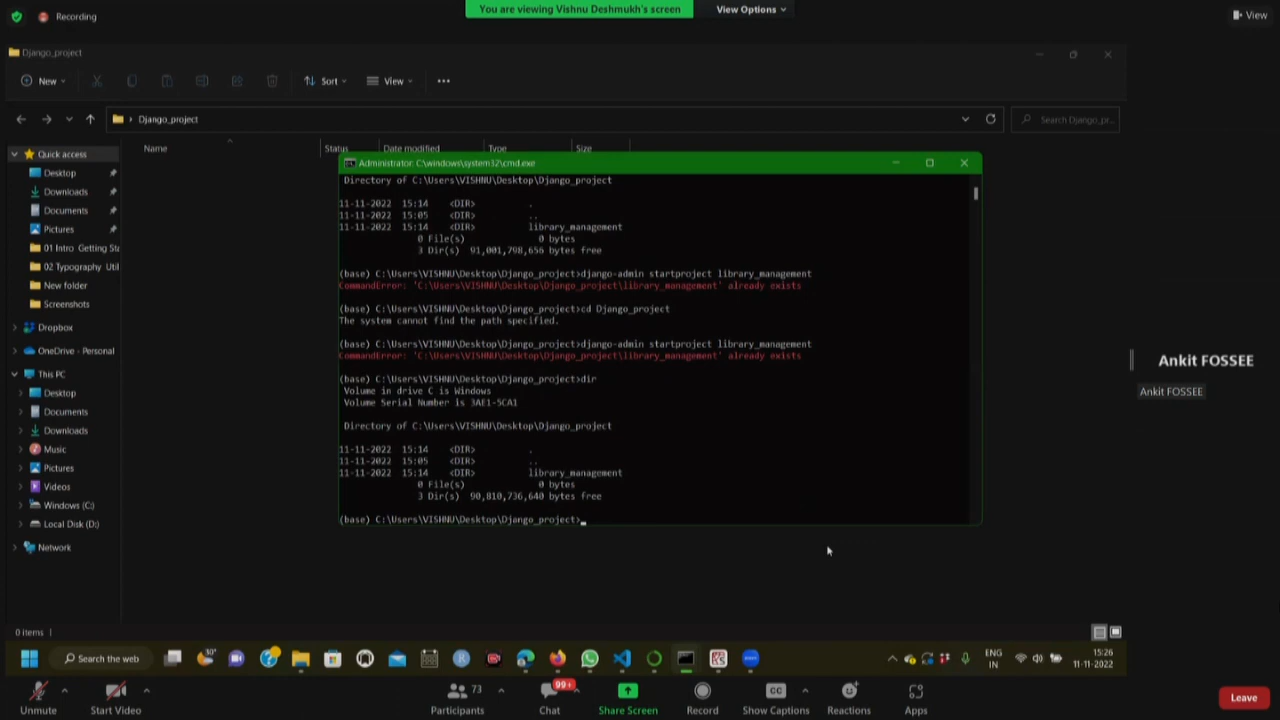 Recording
You are viewing Vishnu Deshmukh's screen
View Options
View
Django_project
New
Sort
View
Django_project
Search Django_pr...
Name
Status
Date modified
Type
Size
Quick access
Desktop
Downloads
Documents
Pictures
01 Intro Getting Sta
02 Typography Util
New folder
Screenshots
Dropbox
OneDrive - Personal
This PC
Desktop
Documents
Downloads
Music
Pictures
Videos
Windows (C:)
Local Disk (D:)
Network
0 items
Administrator: C:\windows\system32\cmd.exe
Directory of C:\Users\VISHNU\Desktop\Django_project
11-11-2022 15:14 <DIR> .
11-11-2022 15:05 <DIR> ..
11-11-2022 15:14 <DIR> library_management
0 File(s) 0 bytes
3 Dir(s) 91,001,798,656 bytes free
(base) C:\Users\VISHNU\Desktop\Django_project>django-admin startproject library_management
CommandError: 'C:\Users\VISHNU\Desktop\Django_project\library_management' already exists
(base) C:\Users\VISHNU\Desktop\Django_project>cd Django_project
The system cannot find the path specified.
(base) C:\Users\VISHNU\Desktop\Django_project>django-admin startproject library_management
CommandError: 'C:\Users\VISHNU\Desktop\Django_project\library_management' already exists
(base) C:\Users\VISHNU\Desktop\Django_project>dir
Volume in drive C is Windows
Volume Serial Number is 3AE1-5CA1
Directory of C:\Users\VISHNU\Desktop\Django_project
11-11-2022 15:14 <DIR> .
11-11-2022 15:05 <DIR> ..
11-11-2022 15:14 <DIR> library_management
0 File(s) 0 bytes
3 Dir(s) 90,810,736,640 bytes free
(base) C:\Users\VISHNU\Desktop\Django_project>
Ankit FOSSEE
Ankit FOSSEE
Search the web
30°
ENG
IN
15:26
11-11-2022
Unmute
Start Video
Participants
73
Chat
99+
Share Screen
Record
CC
Show Captions
Reactions
Apps
Leave